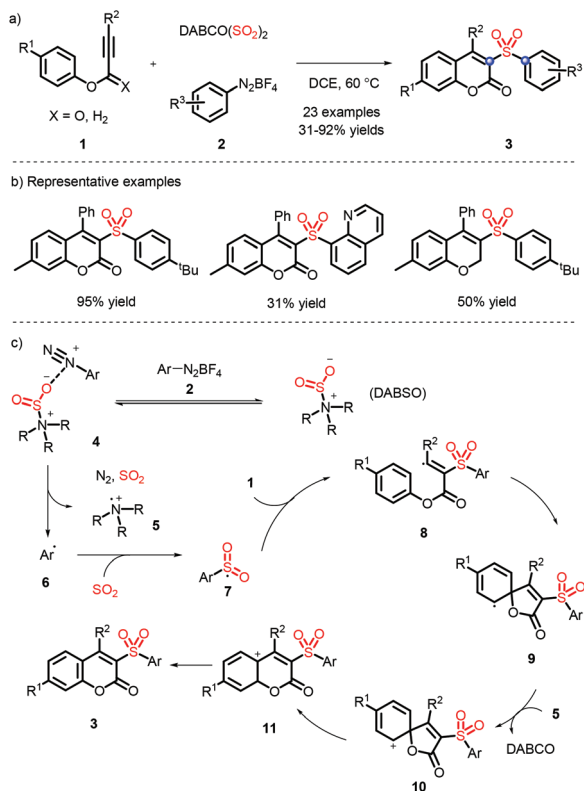 a)
R¹
R²
O
X
X = O, H₂
1
+
DABCO(SO₂)₂
N₂BF₄
R³
2
DCE, 60 °C
23 examples
31-92% yields
R²
O O
S
R¹
O
O
R³
3
b) Representative examples
Ph
O O
S
O
O
ᵗBu
95% yield
Ph
O O
S
N
O
O
31% yield
Ph
O O
S
O
ᵗBu
50% yield
c)
N
+
N
Ar
−
O
O
S
+
N
R
R
R
4
Ar−N₂BF₄
2
−
O
O
S
+
N
R
R
R
(DABSO)
N₂, SO₂
•+
N
R
R
R
5
Ar•
6
SO₂
O
S
O
Ar
7
1
R²
O O
S
Ar
R¹
O
O
8
R¹
R²
O
S
O
Ar
O
O
9
5
DABCO
R¹
R²
O
S
O
Ar
O
O
+
10
R²
O O
+
S
Ar
R¹
O
O
11
R²
O O
S
Ar
R¹
O
O
3